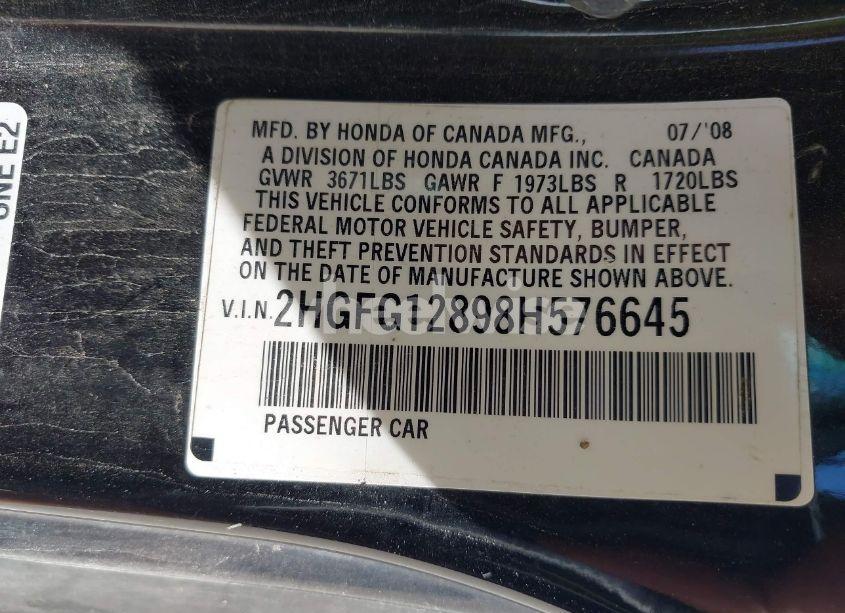 MFD. BY HONDA OF CANADA MFG., 07/'08
A DIVISION OF HONDA CANADA INC. CANADA
GVWR 3671LBS GAWR F 1973LBS R 1720LBS
THIS VEHICLE CONFORMS TO ALL APPLICABLE
FEDERAL MOTOR VEHICLE SAFETY, BUMPER,
AND THEFT PREVENTION STANDARDS IN EFFECT
ON THE DATE OF MANUFACTURE SHOWN ABOVE.
V.I.N. 2HGFG12898H576645
PASSENGER CAR